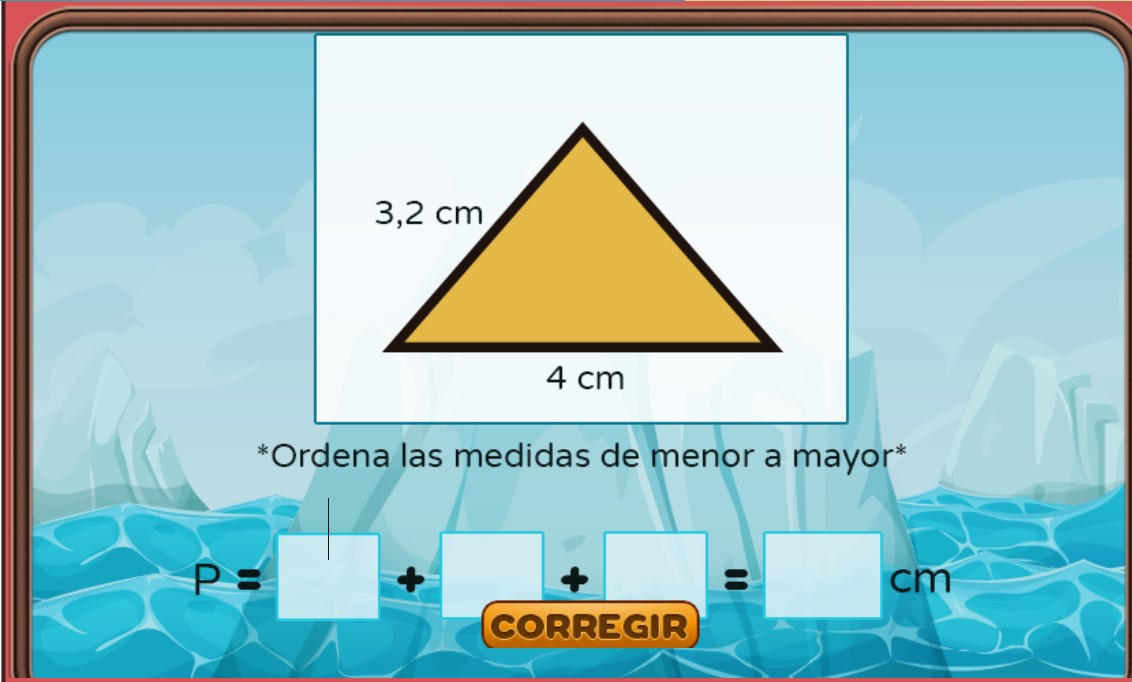 3,2 cm
4 cm
*Ordena las medidas de menor a mayor*
P = + + = cm
CORREGIR